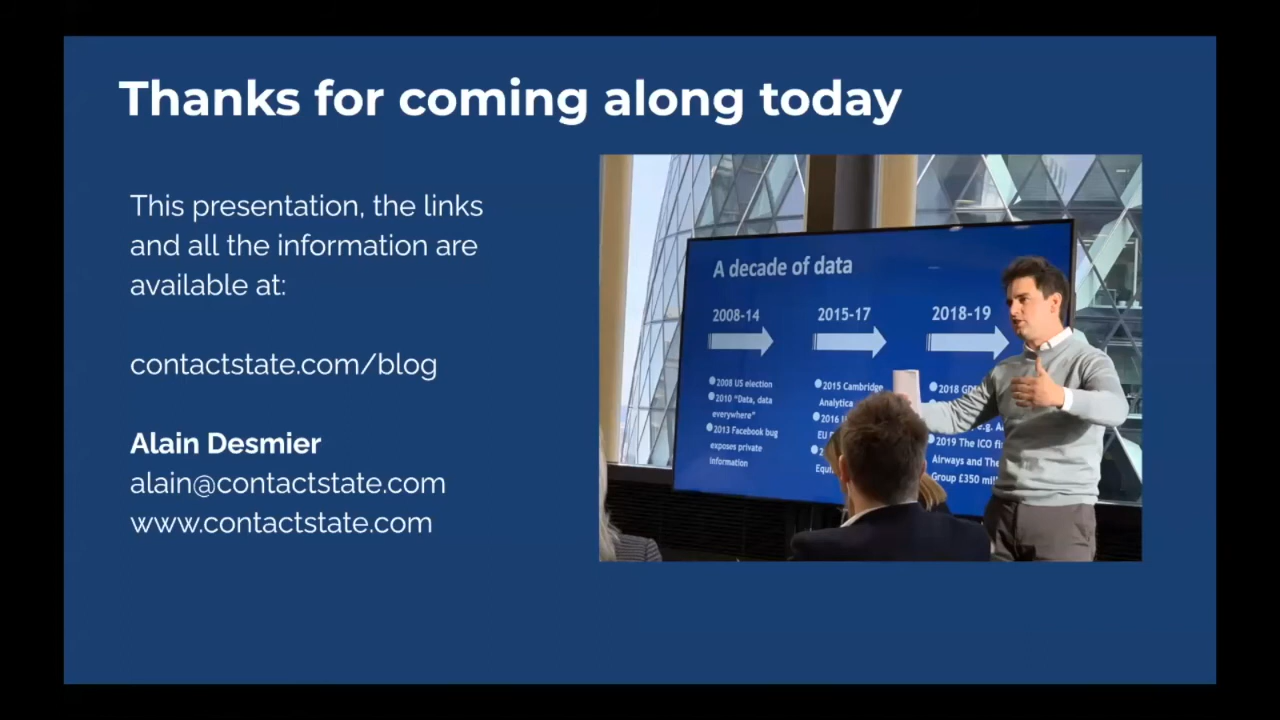 Thanks for coming along today
This presentation, the links
and all the information are
available at:
contactstate.com/blog
Alain Desmier
alain@contactstate.com
www.contactstate.com
A decade of data
2008-14
2015-17
2018-19
2008 US election
2010 "Data, data
everywhere"
2013 Facebook bug
exposes private
information
2015 Cambridge
Analytica
2016
EU
2018
e.g.
2019 The ICO
Airways and The
Group £350